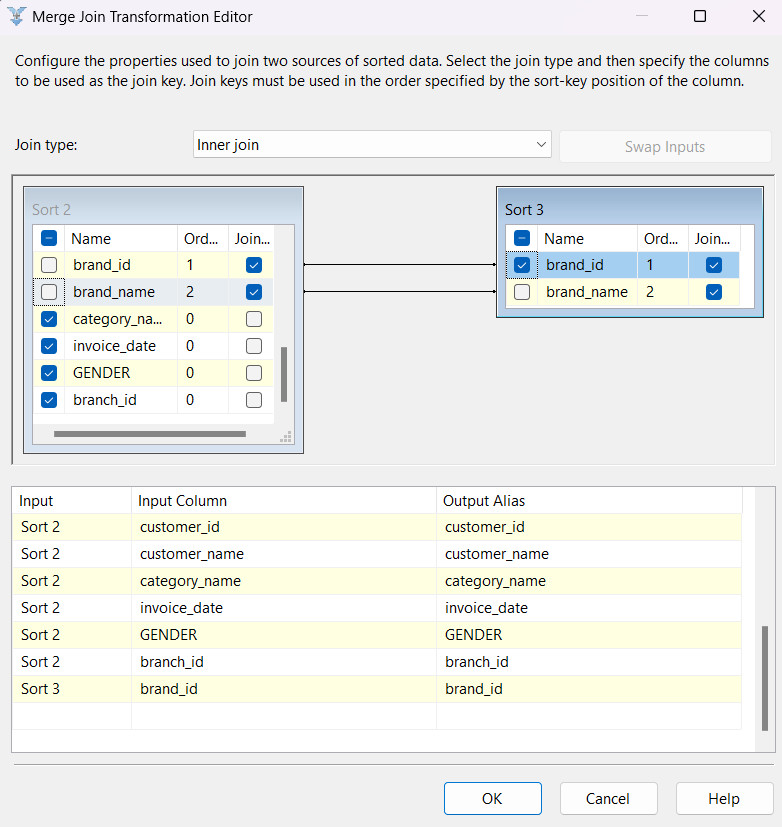 Merge Join Transformation Editor
Configure the properties used to join two sources of sorted data. Select the join type and then specify the columns
to be used as the join key. Join keys must be used in the order specified by the sort-key position of the column.
Join type: Inner join Swap Inputs
Sort 2
Name Ord... Join...
brand_id 1
brand_name 2
category_na... 0
invoice_date 0
GENDER 0
branch_id 0
Sort 3
Name Ord... Join...
brand_id 1
brand_name 2
Input Input Column Output Alias
Sort 2 customer_id customer_id
Sort 2 customer_name customer_name
Sort 2 category_name category_name
Sort 2 invoice_date invoice_date
Sort 2 GENDER GENDER
Sort 2 branch_id branch_id
Sort 3 brand_id brand_id
OK Cancel Help